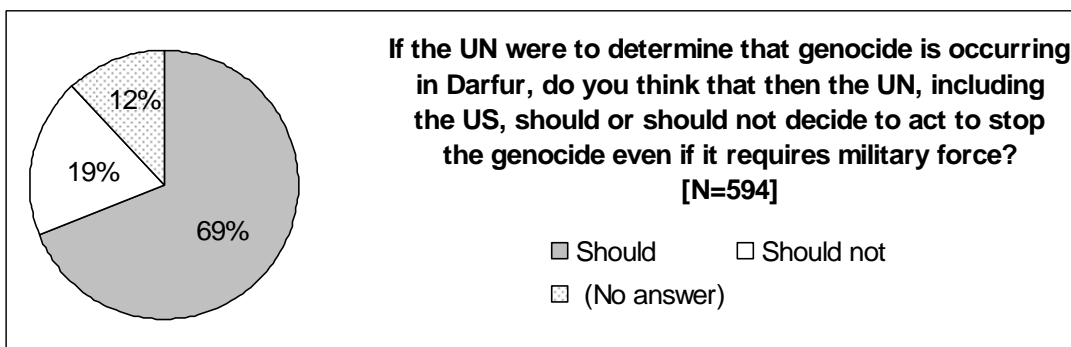 If the UN were to determine that genocide is occurring
in Darfur, do you think that then the UN, including
the US, should or should not decide to act to stop
the genocide even if it requires military force?
[N=594]
12%
19%
69%
Should
Should not
(No answer)